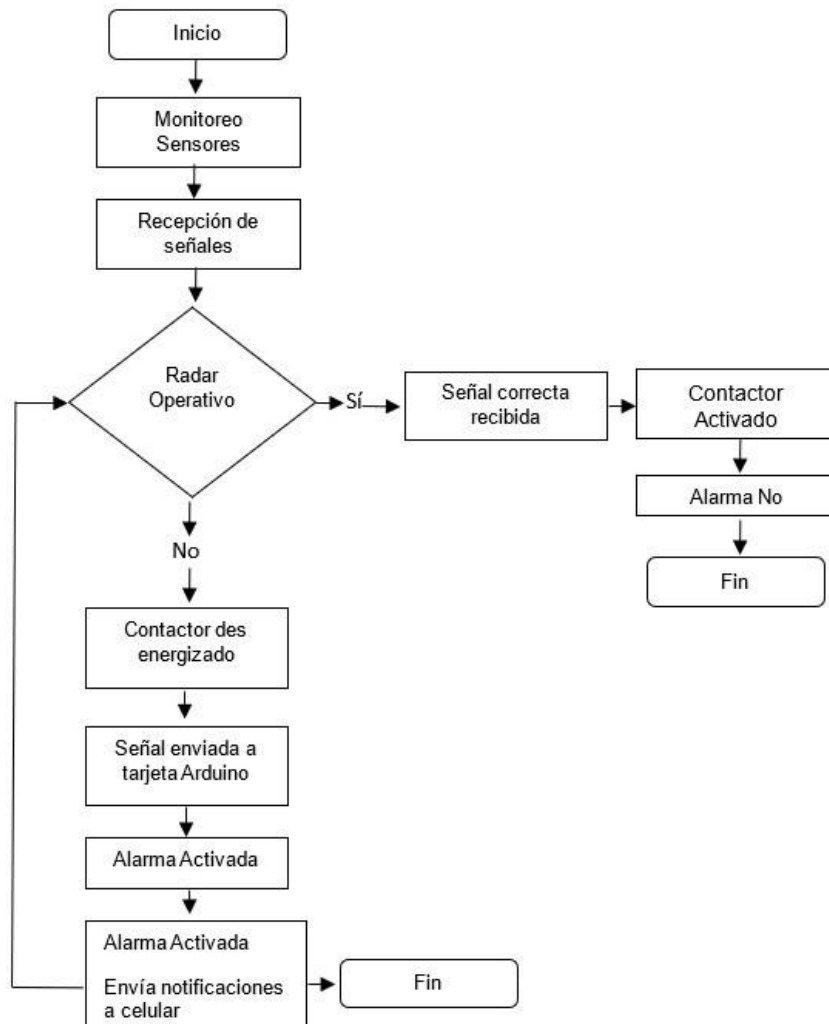 Inicio
Monitoreo
Sensores
Recepción de
señales
Radar
Operativo
Sí
Señal correcta
recibida
Contactor
Activado
Alarma No
Fin
No
Contactor des
energizado
Señal enviada a
tarjeta Arduino
Alarma Activada
Alarma Activada
Envía notificaciones
a celular
Fin